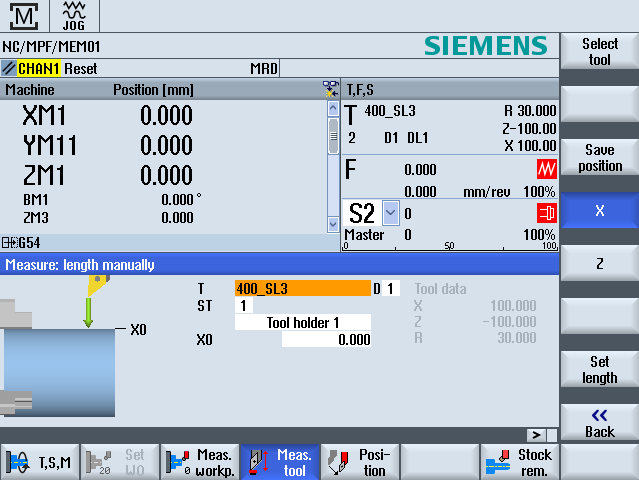 M
JOG
NC/MPF/MEM01
SIEMENS
Select
tool
CHAN1 Reset
MRD
Machine
Position [mm]
T,F,S
XM1
0.000
T
400_SL3
R 30.000
Z-100.00
YM11
0.000
2
D1 DL1
X 100.00
Save
position
ZM1
0.000
F
0.000
BM1
0.000°
0.000
mm/rev
100%
ZM3
0.000
S2
0
X
G54
Master
0
100%
0
50
100
Measure: length manually
Z
T
400_SL3
D 1
Tool data
ST
1
X
100.000
Tool holder 1
Z
-100.000
X0
X0
0.000
R
30.000
Set
length
<<
Back
>
T,S,M
Set
WO
20
Meas.
workp.
0
Meas.
tool
Posi-
tion
Stock
rem.